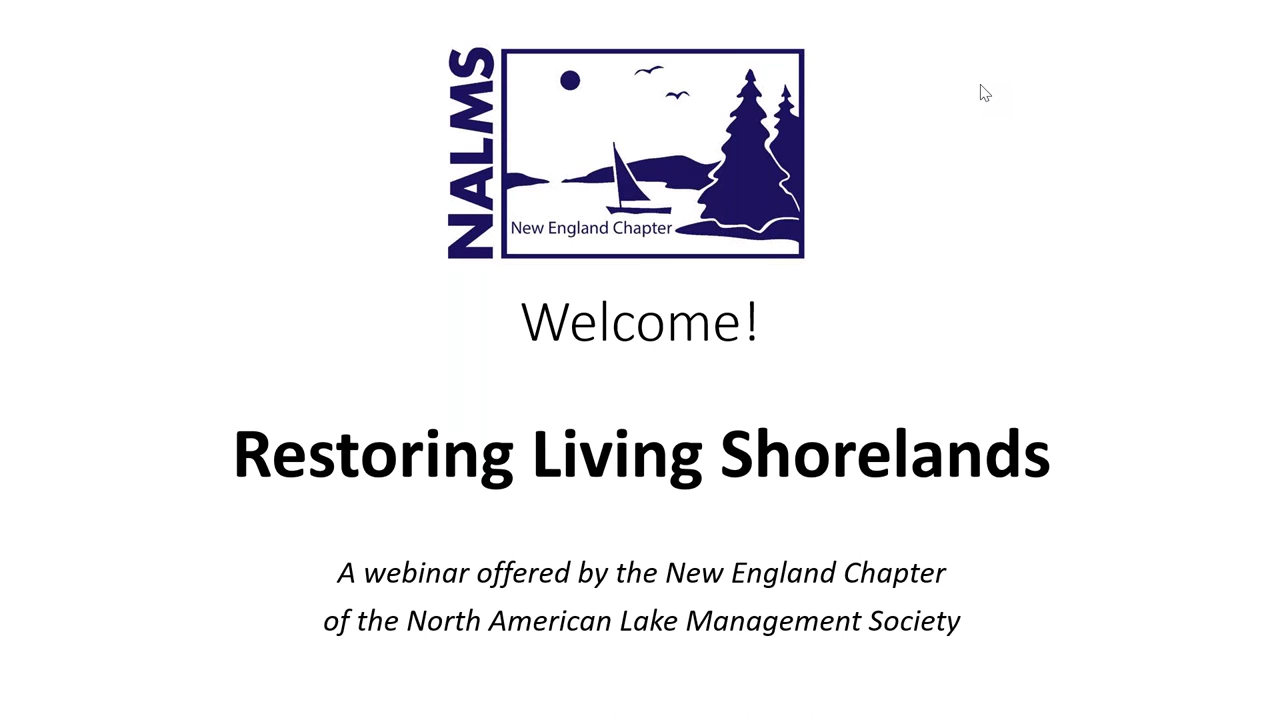 NALMS
New England Chapter
Welcome!
Restoring Living Shorelands
A webinar offered by the New England Chapter
of the North American Lake Management Society